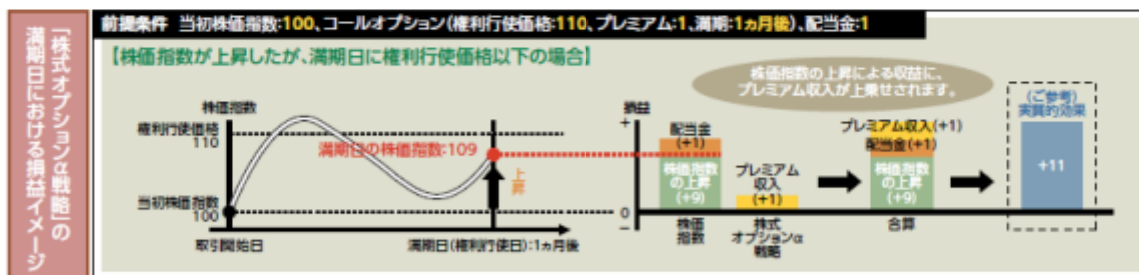 「株式オプションα戦略」の
満期日における損益イメージ
前提条件 当初株価指数:100、コールオプション(権利行使価格:110、プレミアム:1、満期:1ヵ月後)、配当金:1
【株価指数が上昇したが、満期日に権利行使価格以下の場合】
株価指数
権利行使価格
110
満期日の株価指数:109
上昇
当初株価指数
100
取引開始日
満期日(権利行使日):1ヵ月後
株価指数の上昇による収益に、
プレミアム収入が上乗せされます。
損益
+
0
−
配当金
(+1)
株価指数
の上昇
(+9)
株価
指数
プレミアム
収入
(+1)
株式
オプションα
戦略
プレミアム収入(+1)
配当金(+1)
株価指数
の上昇
(+9)
合算
(ご参考)
実質的効果
+11